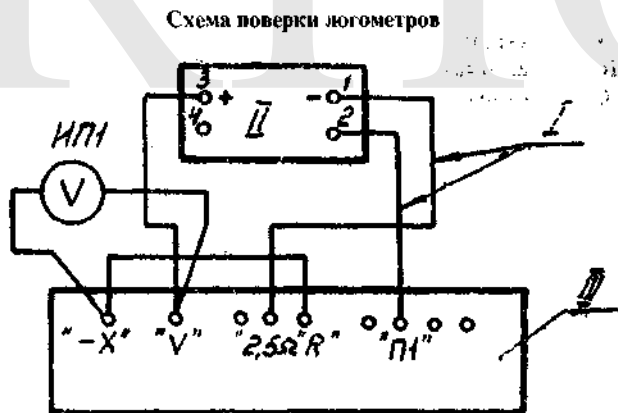 Схема поверки логометров
3 + - 1
4 II 2
I
ИП1
V
III
"-X" "V" "2,5Ω" "R" "П1"